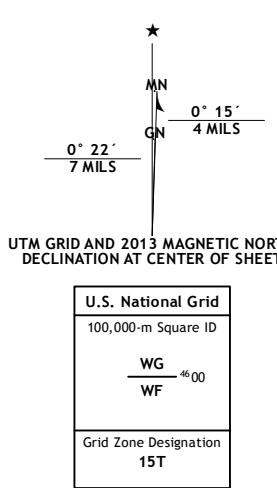 ★
MN
0° 15´
4 MILS
GN
0° 22´
7 MILS
UTM GRID AND 2013 MAGNETIC NORT
DECLINATION AT CENTER OF SHEET
U.S. National Grid
100,000-m Square ID
WG
4600
WF
Grid Zone Designation
15T